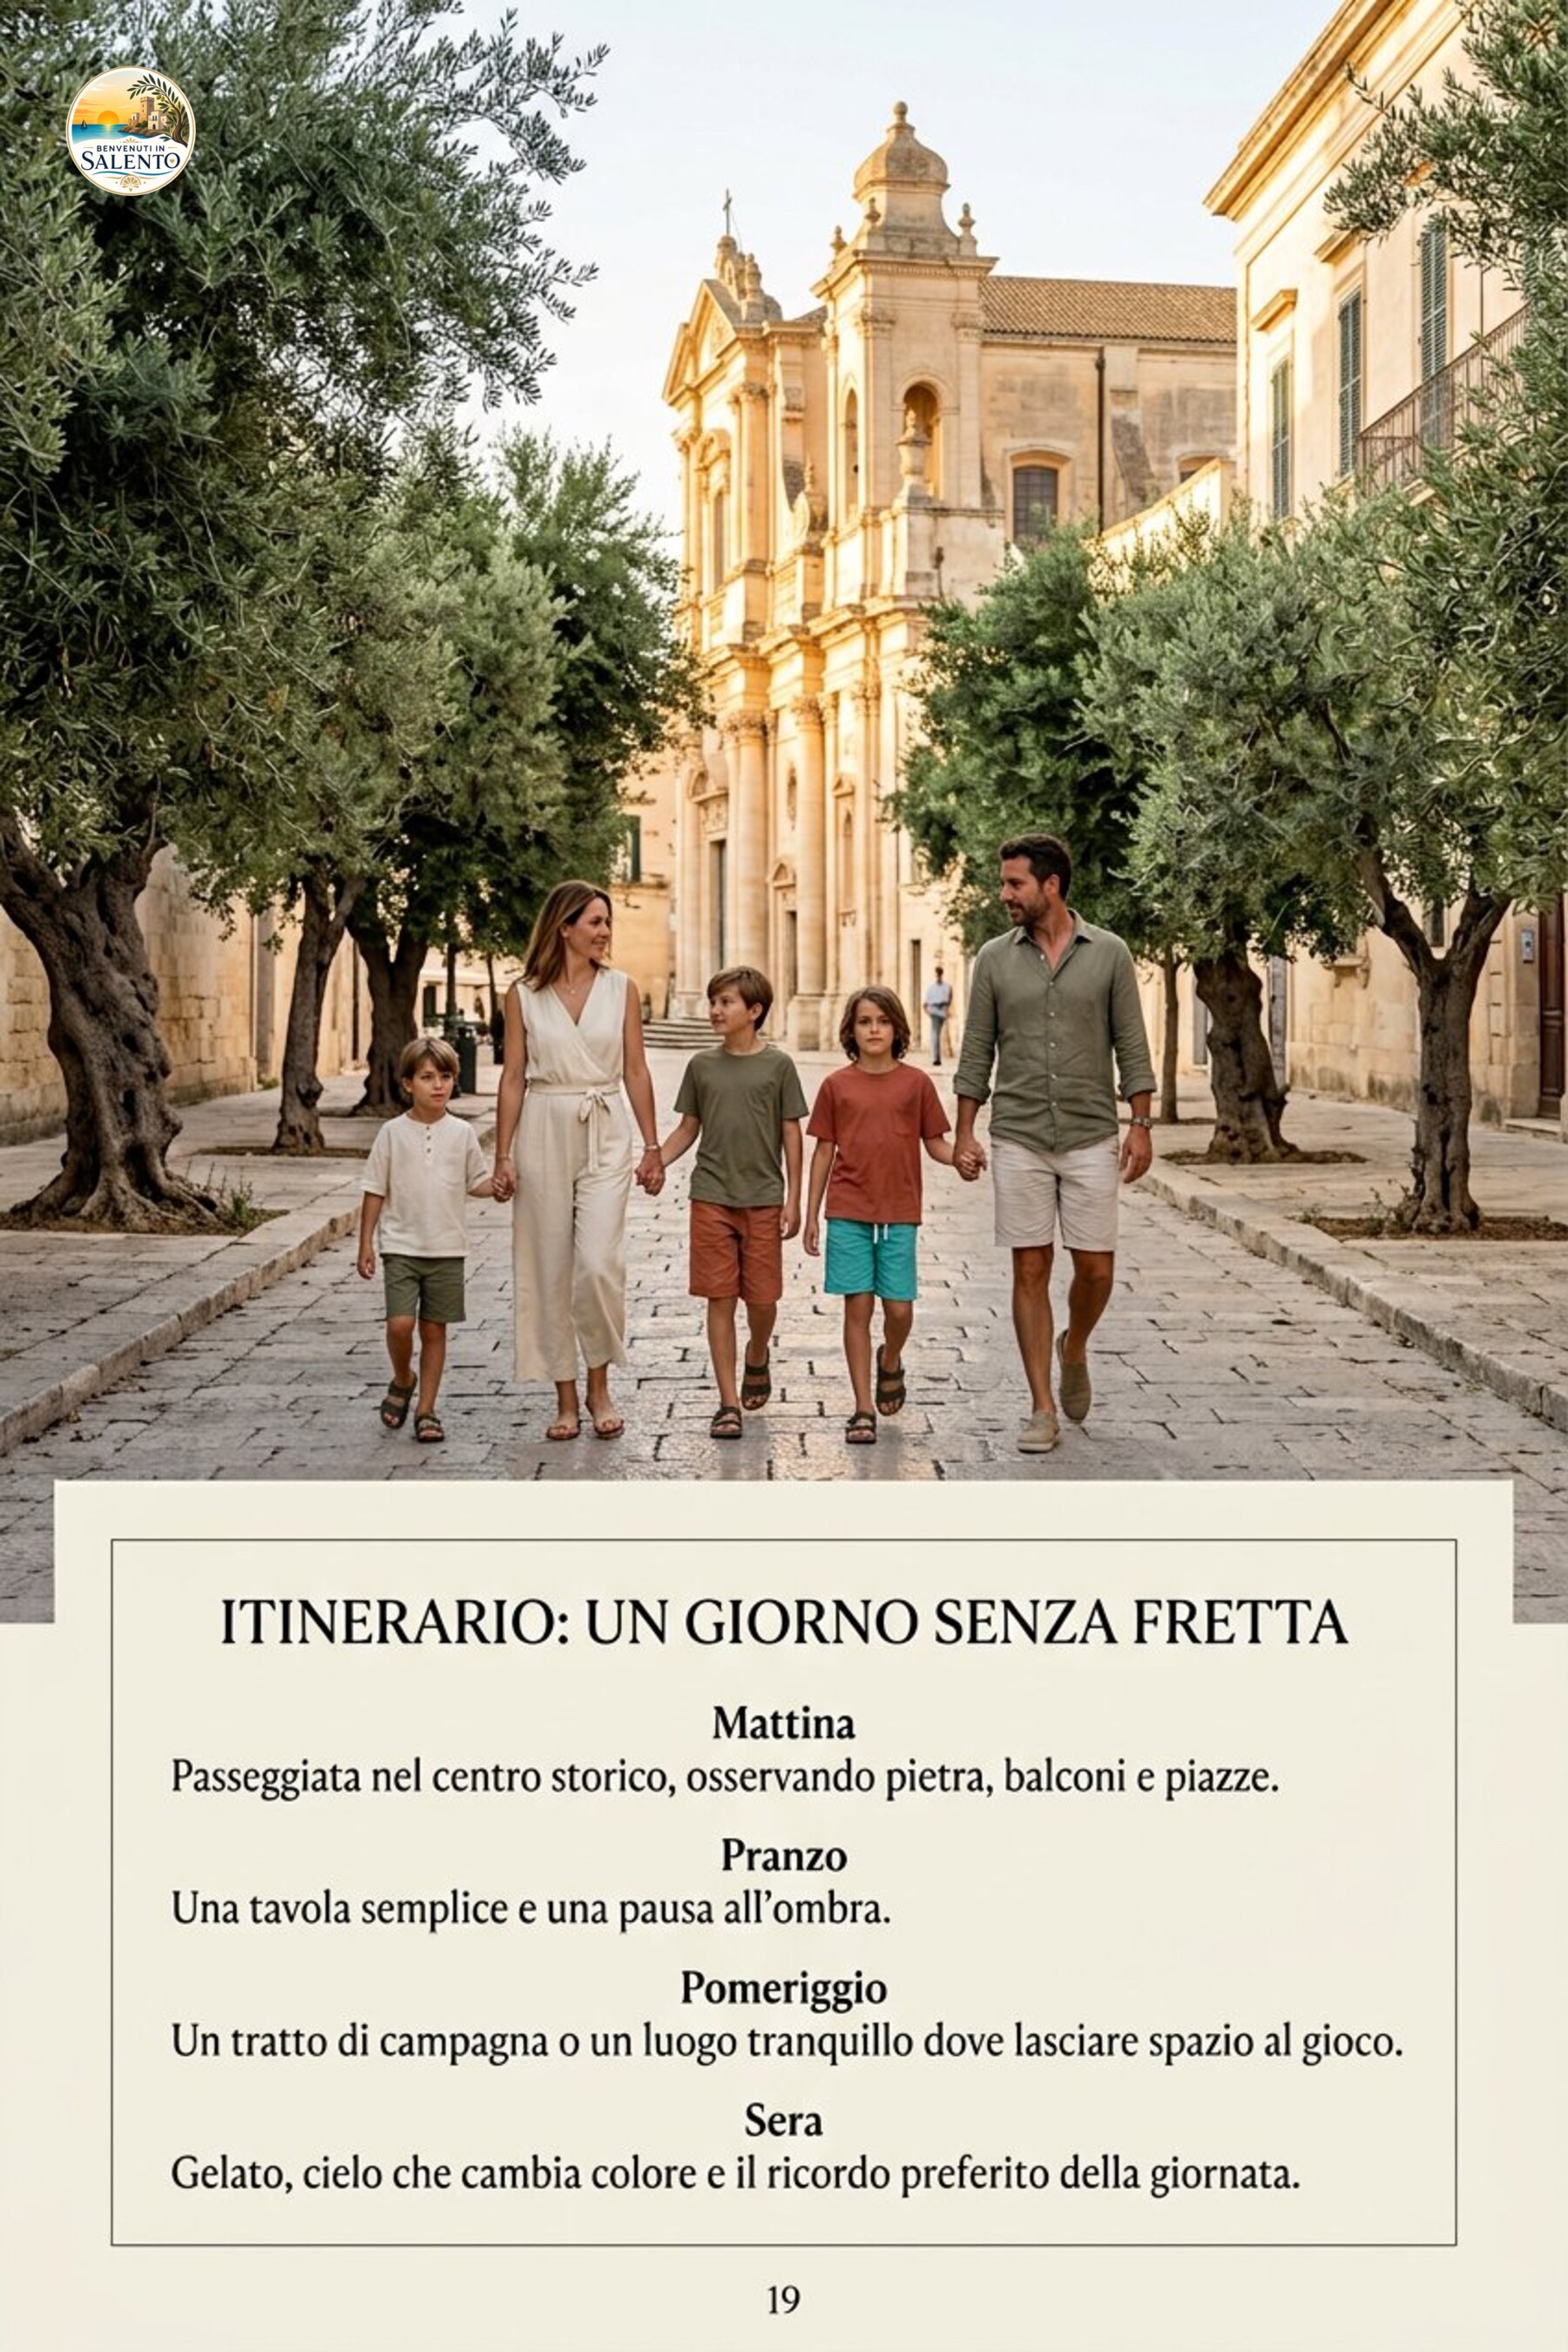 BENVENUTI IN
SALENTO
ITINERARIO: UN GIORNO SENZA FRETTA
Mattina
Passeggiata nel centro storico, osservando pietra, balconi e piazze.
Pranzo
Una tavola semplice e una pausa all’ombra.
Pomeriggio
Un tratto di campagna o un luogo tranquillo dove lasciare spazio al gioco.
Sera
Gelato, cielo che cambia colore e il ricordo preferito della giornata.
19